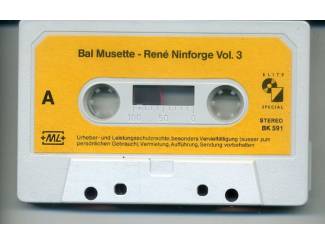 Bal Musette - René Ninforge Vol. 3
A
ELITE
SPECIAL
100 50 0
STEREO
BK 591
+ML+
Urheber- und Leistungsschutzrechte, besonders Vervielfältigung (ausser zum
persönlichen Gebrauch), Vermietung, Aufführung, Sendung vorbehalten